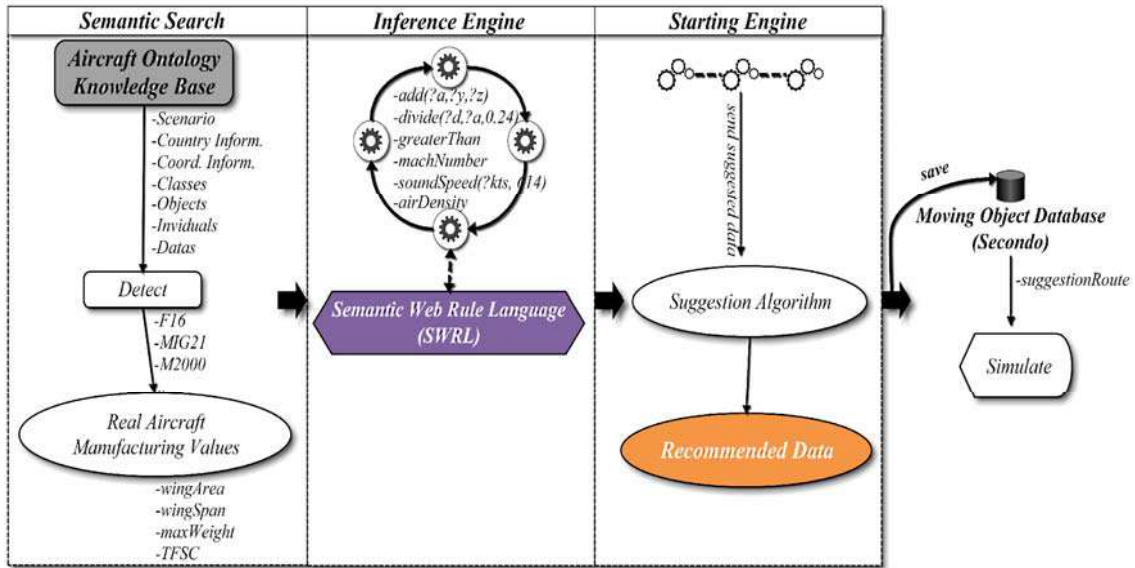 Semantic Search
Aircraft Ontology
Knowledge Base
-Scenario
-Country Inform.
-Coord. Inform.
-Classes
-Objects
-Inviduals
-Datas
Detect
-F16
-MIG21
-M2000
Real Aircraft
Manufacturing Values
-wingArea
-wingSpan
-maxWeight
-TFSC
Inference Engine
-add(?a,?y,?z)
-divide(?d,?a,0.24)
-greaterThan
-machNumber
-soundSpeed(?kts, 614)
-airDensity
Semantic Web Rule Language
(SWRL)
Starting Engine
send suggested data
Suggestion Algorithm
Recommended Data
save
Moving Object Database
(Secondo)
-suggestionRoute
Simulate